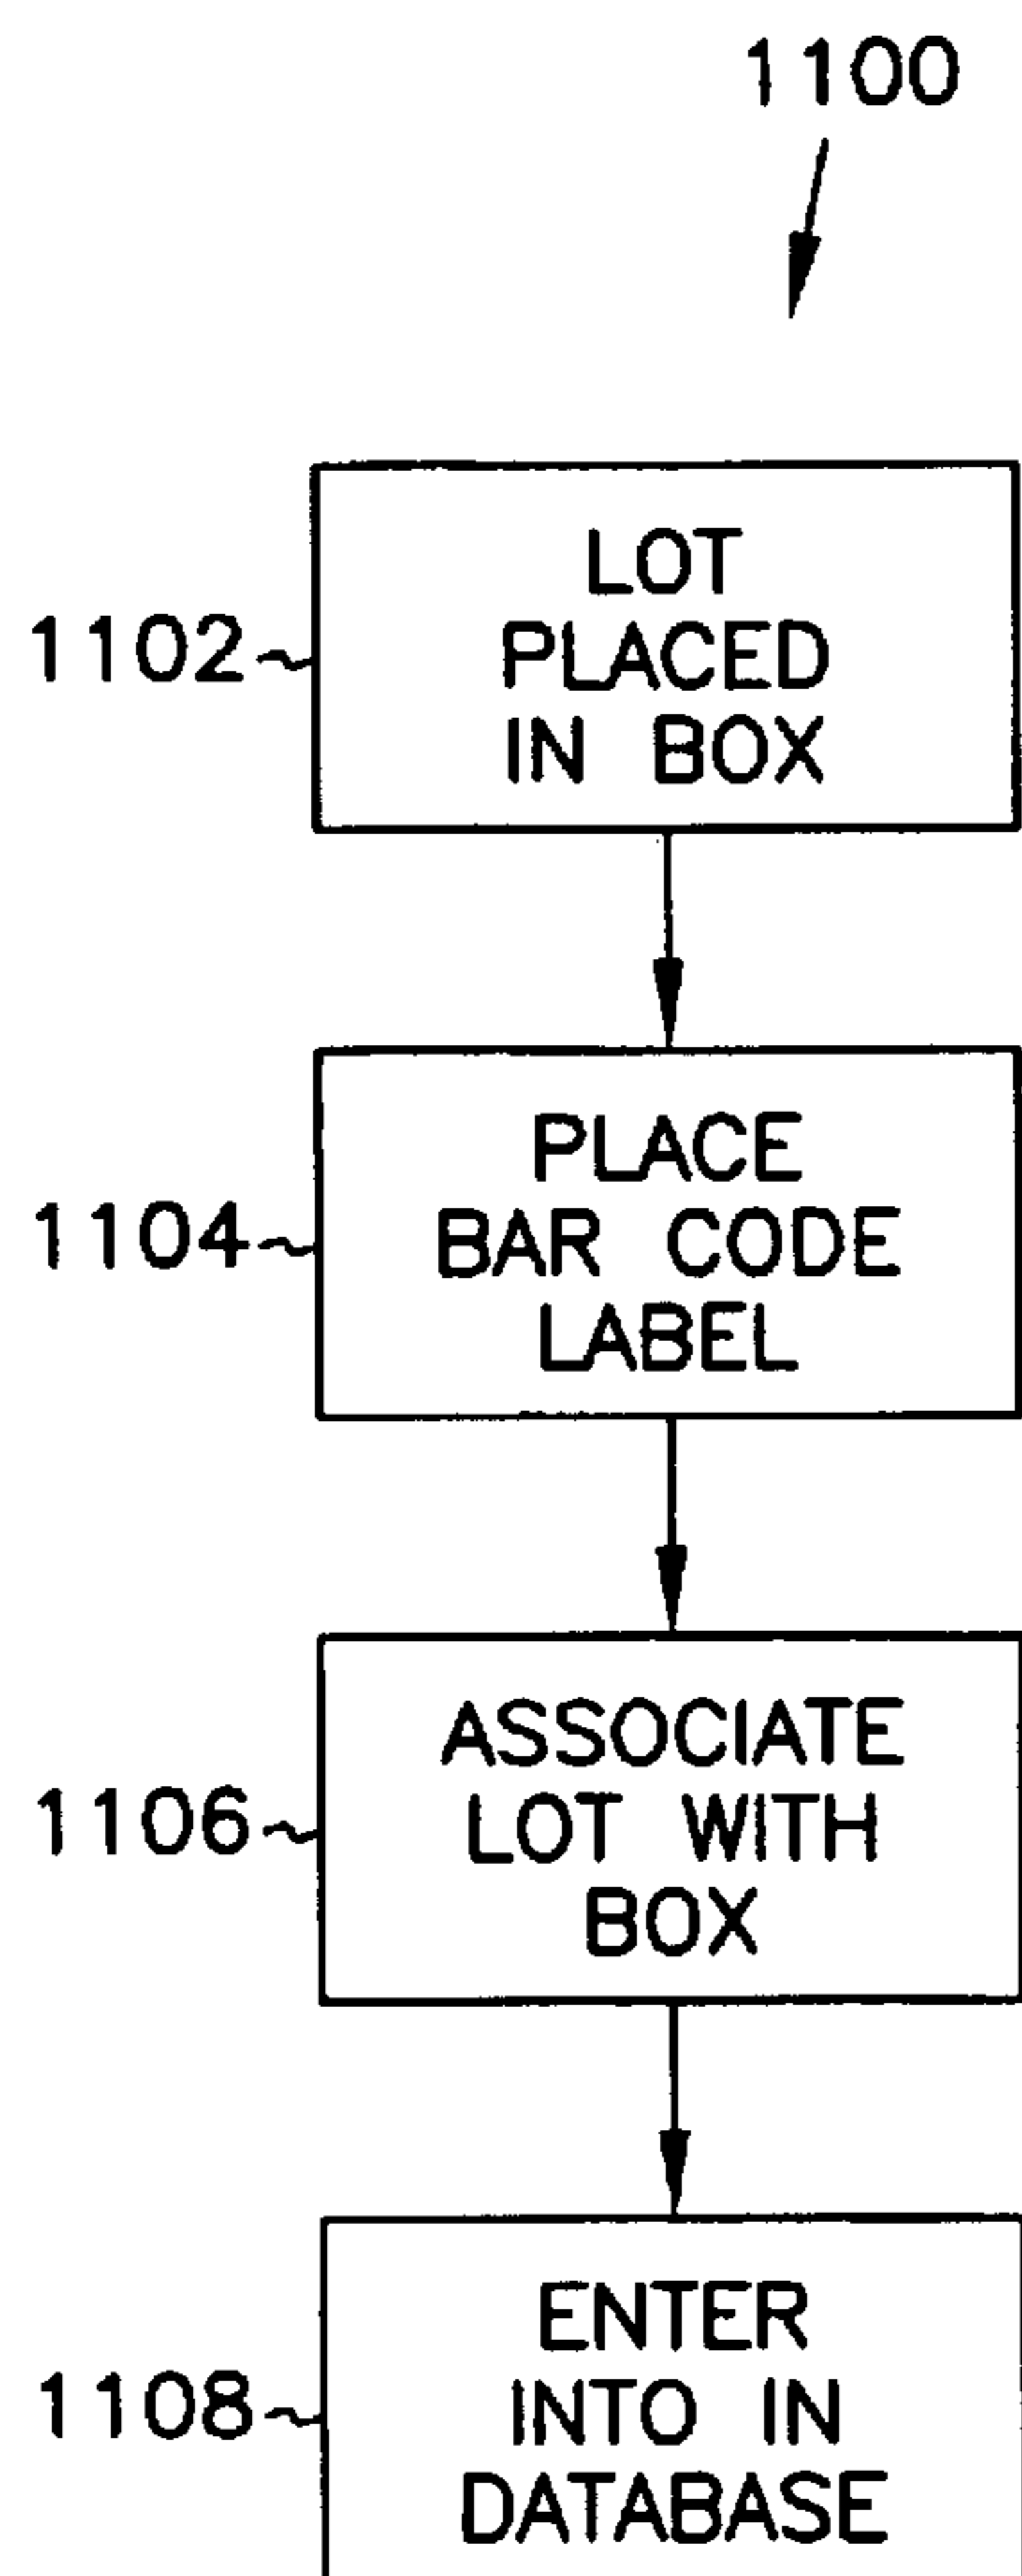 1100
LOT
PLACED
IN BOX
1102
PLACE
BAR CODE
LABEL
1104
ASSOCIATE
LOT WITH
BOX
1106
ENTER
INTO IN
DATABASE
1108